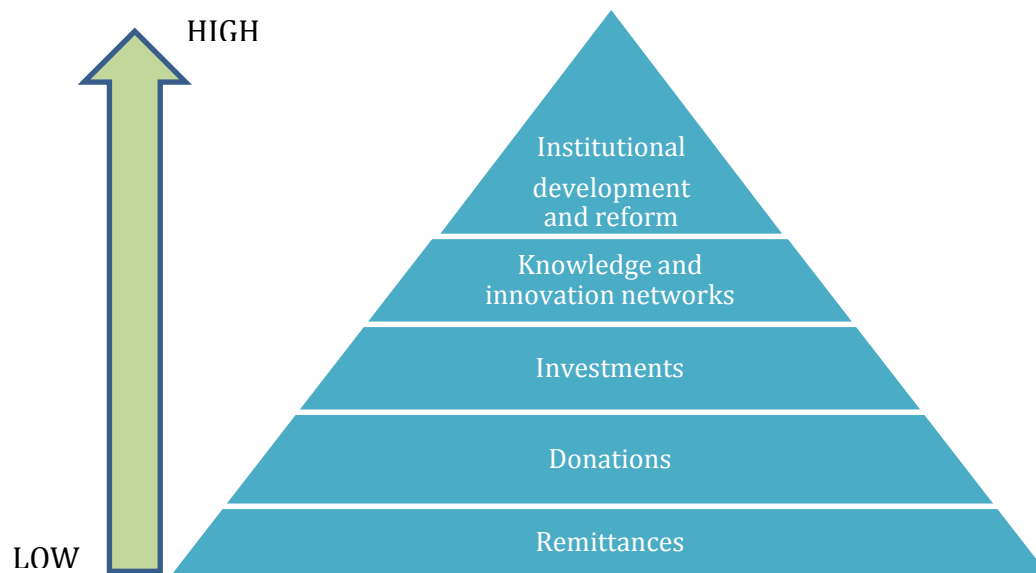 HIGH
Institutional
development
and reform
Knowledge and
innovation networks
Investments
Donations
Remittances
LOW